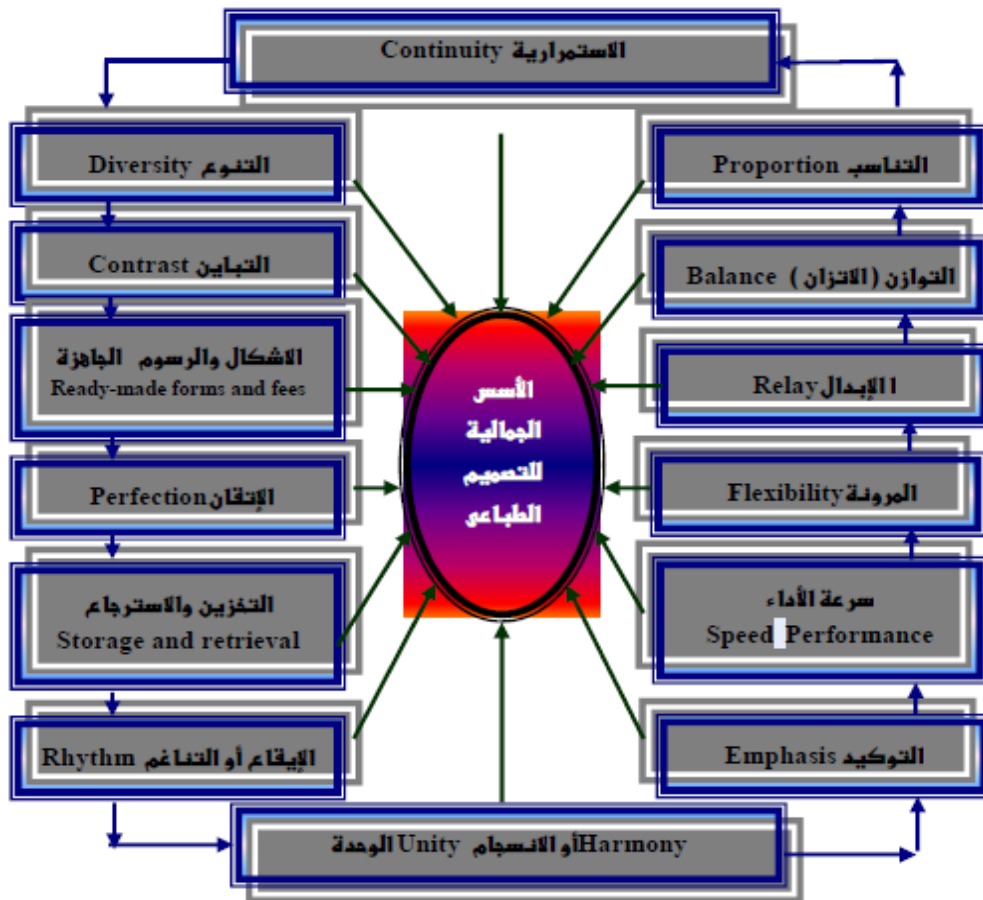 الاستمرارية Continuity
التنوع Diversity
التباين Contrast
الاشكال والرسوم الجاهزة
Ready-made forms and fees
الإتقان Perfection
التخزين والاسترجاع
Storage and retrieval
الإيقاع أو التناغم Rhythm
الوحدة Unity أو الانسجام Harmony
التناسب Proportion
التوازن (الاتزان) Balance
ا الإبدال Relay
المرونة Flexibility
سرعة الأداء
Speed Performance
التوكيد Emphasis
الأسس
الجمالية
للتصميم
الطباعى